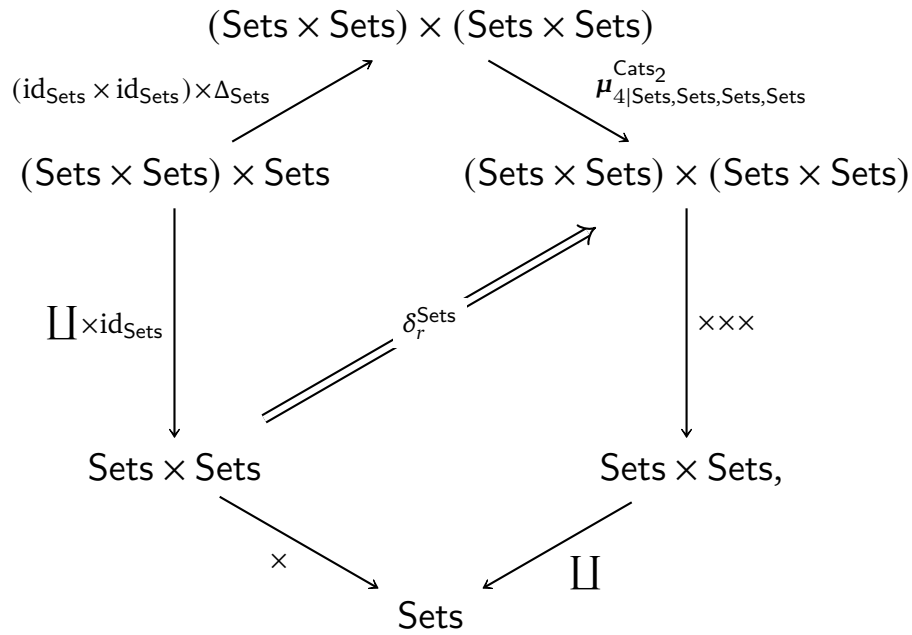 (Sets × Sets) × (Sets × Sets)
(id_Sets × id_Sets) × Δ_Sets
μ^Cats₂_4|Sets,Sets,Sets,Sets
(Sets × Sets) × Sets
(Sets × Sets) × (Sets × Sets)
∐ × id_Sets
δ_r^Sets
×××
Sets × Sets
Sets × Sets,
×
∐
Sets